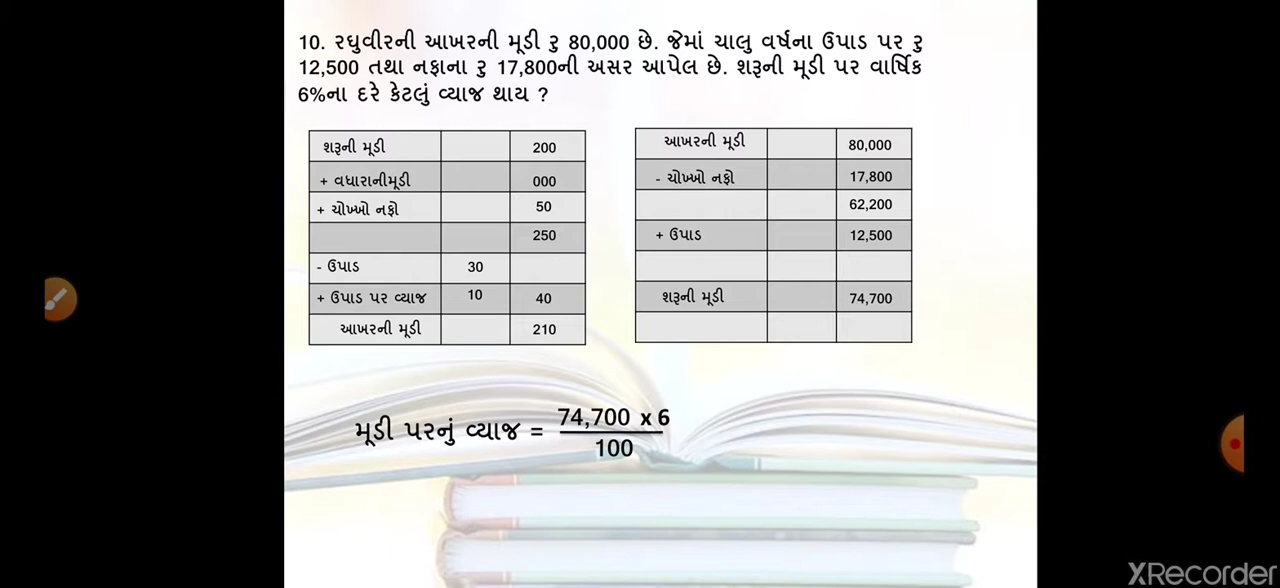 10. રઘુવીરની આખરની મૂડી રુ 80,000 છે. જેમાં ચાલુ વર્ષના ઉપાડ પર રુ
12,500 તથા નફાના રુ 17,800ની અસર આપેલ છે. શરૂની મૂડી પર વાર્ષિક
6%ના દરે કેટલું વ્યાજ થાય ?
શરૂની મૂડી 200
+ વધારાનીમૂડી 000
+ ચોખ્ખો નફો 50
250
- ઉપાડ 30
+ ઉપાડ પર વ્યાજ 10 40
આખરની મૂડી 210
આખરની મૂડી 80,000
- ચોખ્ખો નફો 17,800
62,200
+ ઉપાડ 12,500
શરૂની મૂડી 74,700
મૂડી પરનું વ્યાજ = 74,700 x 6
100
XRecorder